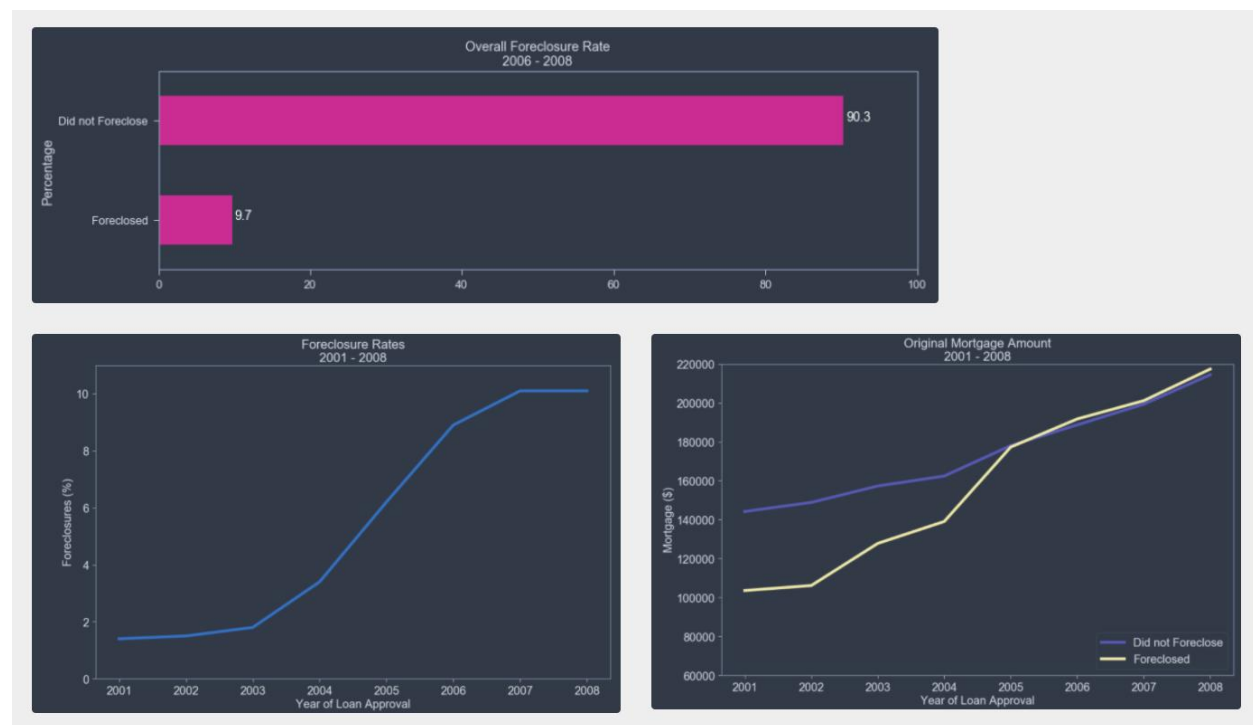 Overall Foreclosure Rate
2006 - 2008
Percentage
Did not Foreclose
90.3
Foreclosed
9.7
0 20 40 60 80 100
Foreclosure Rates
2001 - 2008
Foreclosures (%)
10
8
6
4
2
0
2001 2002 2003 2004 2005 2006 2007 2008
Year of Loan Approval
Original Mortgage Amount
2001 - 2008
Mortgage ($)
220000
200000
180000
160000
140000
120000
100000
80000
60000
Did not Foreclose
Foreclosed
2001 2002 2003 2004 2005 2006 2007 2008
Year of Loan Approval